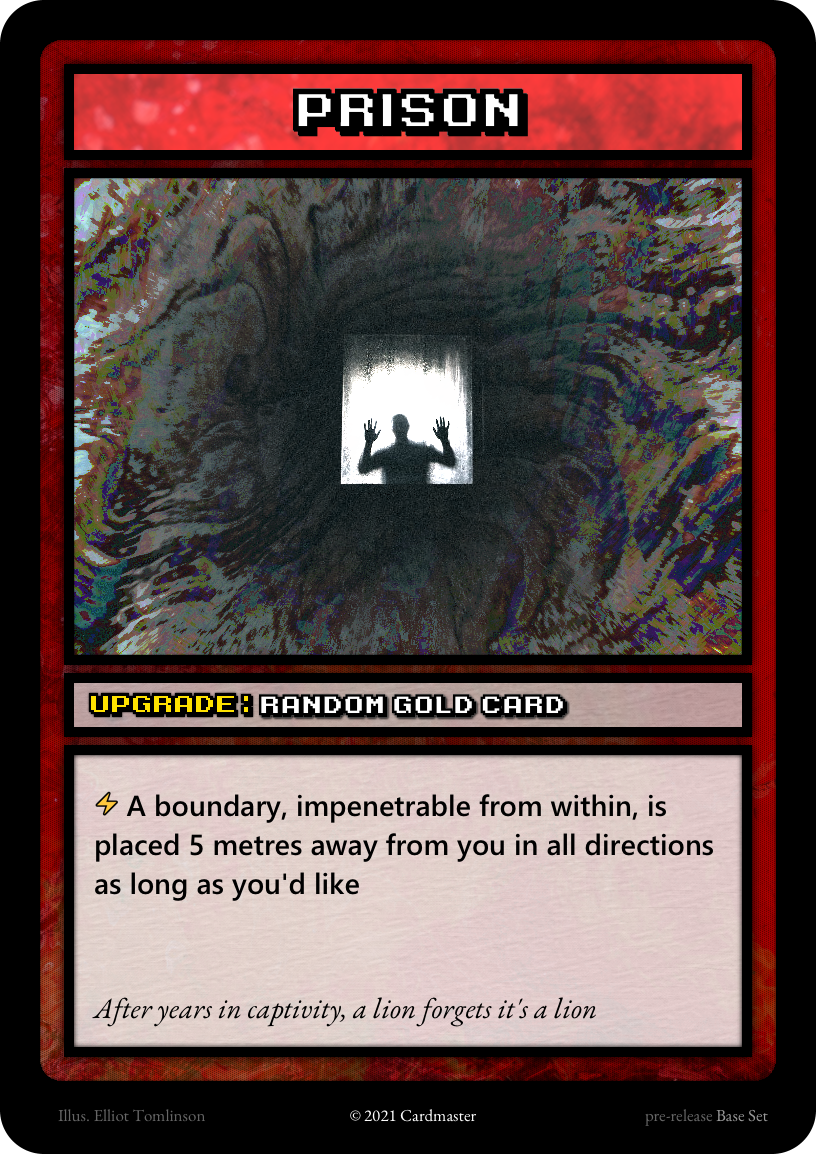 PRISON
UPGRADE: RANDOM GOLD CARD
⚡ A boundary, impenetrable from within, is
placed 5 metres away from you in all directions
as long as you'd like
After years in captivity, a lion forgets it's a lion
Illus. Elliot Tomlinson © 2021 Cardmaster pre-release Base Set